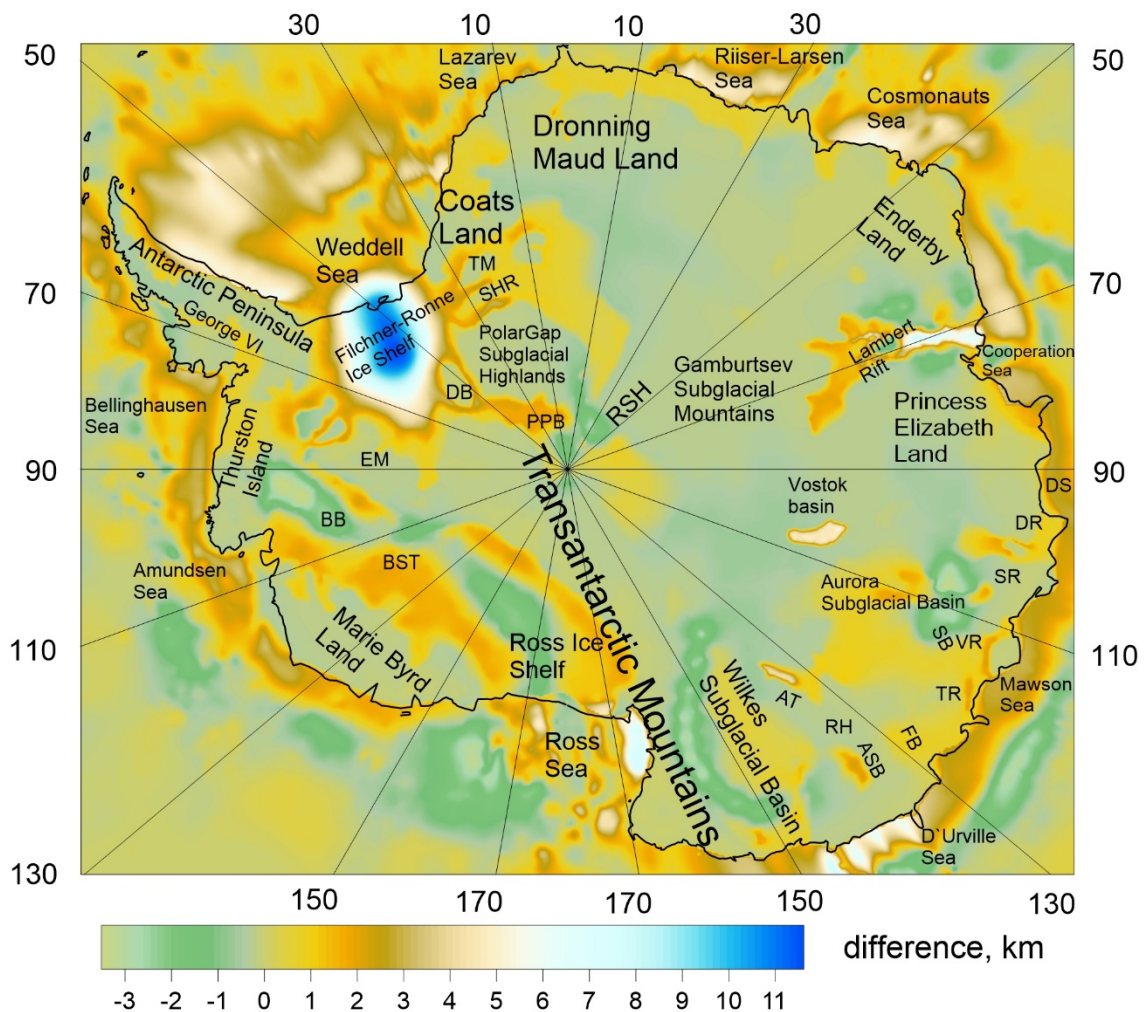 30
10
10
30
50
50
Lazarev
Sea
Riiser-Larsen
Sea
Cosmonauts
Sea
Dronning
Maud Land
Coats
Land
Enderby
Land
Weddell
Sea
TM
SHR
Antarctic Peninsula
George VI
70
70
Filchner-Ronne
Ice Shelf
PolarGap
Subglacial
Highlands
Lambert
Rift
Cooperation
Sea
Gamburtsev
Subglacial
Mountains
RSH
DB
PPB
Princess
Elizabeth
Land
Bellinghausen
Sea
Thurston
Island
EM
90
90
Transantarctic Mountains
Vostok
basin
DS
BB
DR
BST
Amundsen
Sea
SR
Aurora
Subglacial Basin
SB
VR
Marie Byrd
Land
Ross Ice
Shelf
110
110
Wilkes
Subglacial Basin
AT
TR
Mawson
Sea
RH
FB
ASB
Ross
Sea
D`Urville
Sea
130
150
170
170
150
130
difference, km
-3 -2 -1 0 1 2 3 4 5 6 7 8 9 10 11